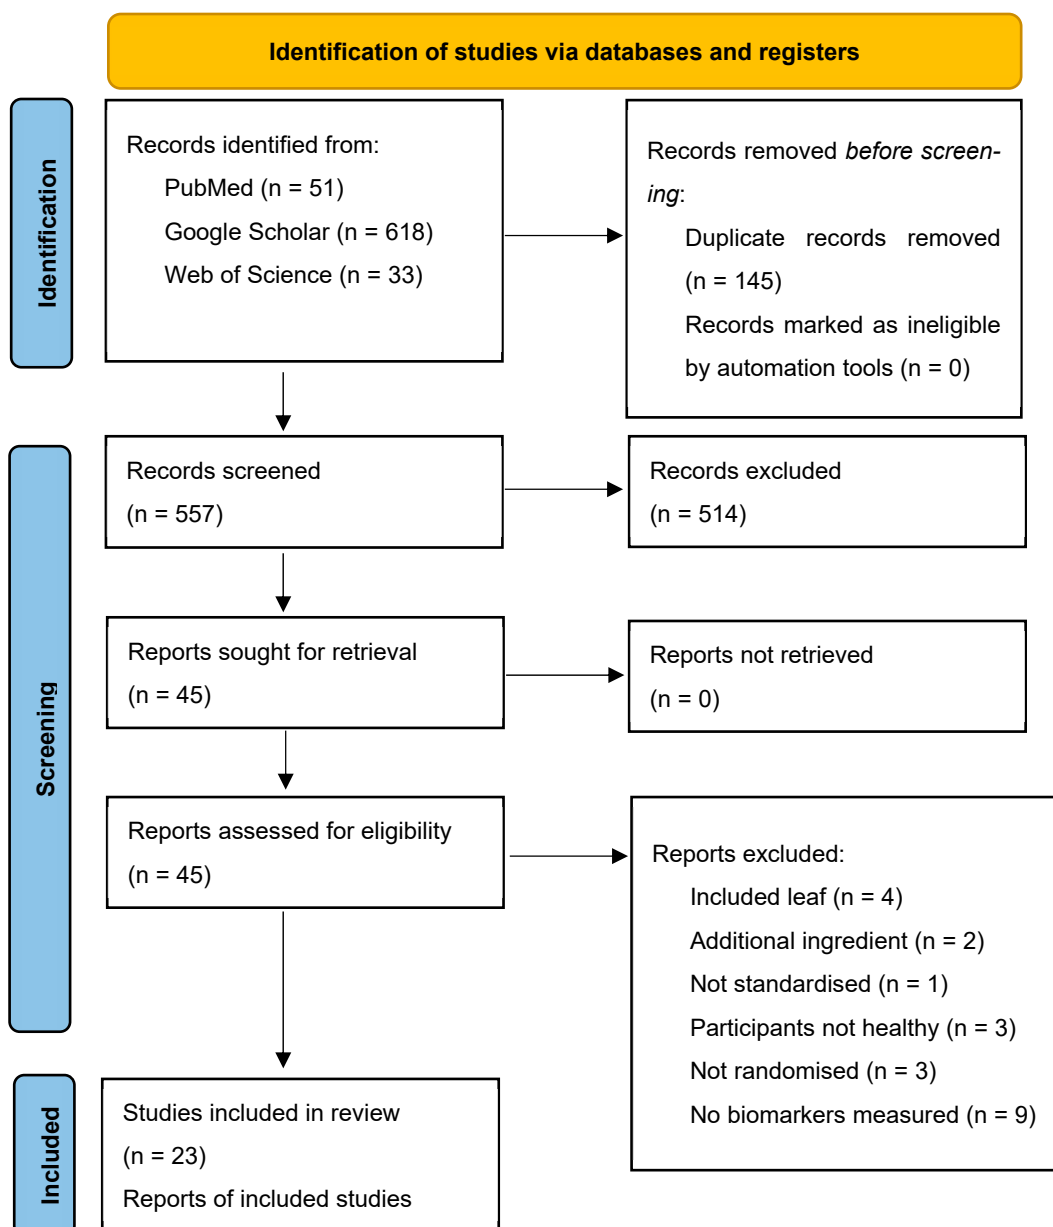 Identification of studies via databases and registers
Identification
Records identified from:
PubMed (n = 51)
Google Scholar (n = 618)
Web of Science (n = 33)
Records removed before screen-
ing:
Duplicate records removed
(n = 145)
Records marked as ineligible
by automation tools (n = 0)
Screening
Records screened
(n = 557)
Records excluded
(n = 514)
Reports sought for retrieval
(n = 45)
Reports not retrieved
(n = 0)
Reports assessed for eligibility
(n = 45)
Reports excluded:
Included leaf (n = 4)
Additional ingredient (n = 2)
Not standardised (n = 1)
Participants not healthy (n = 3)
Not randomised (n = 3)
No biomarkers measured (n = 9)
Included
Studies included in review
(n = 23)
Reports of included studies